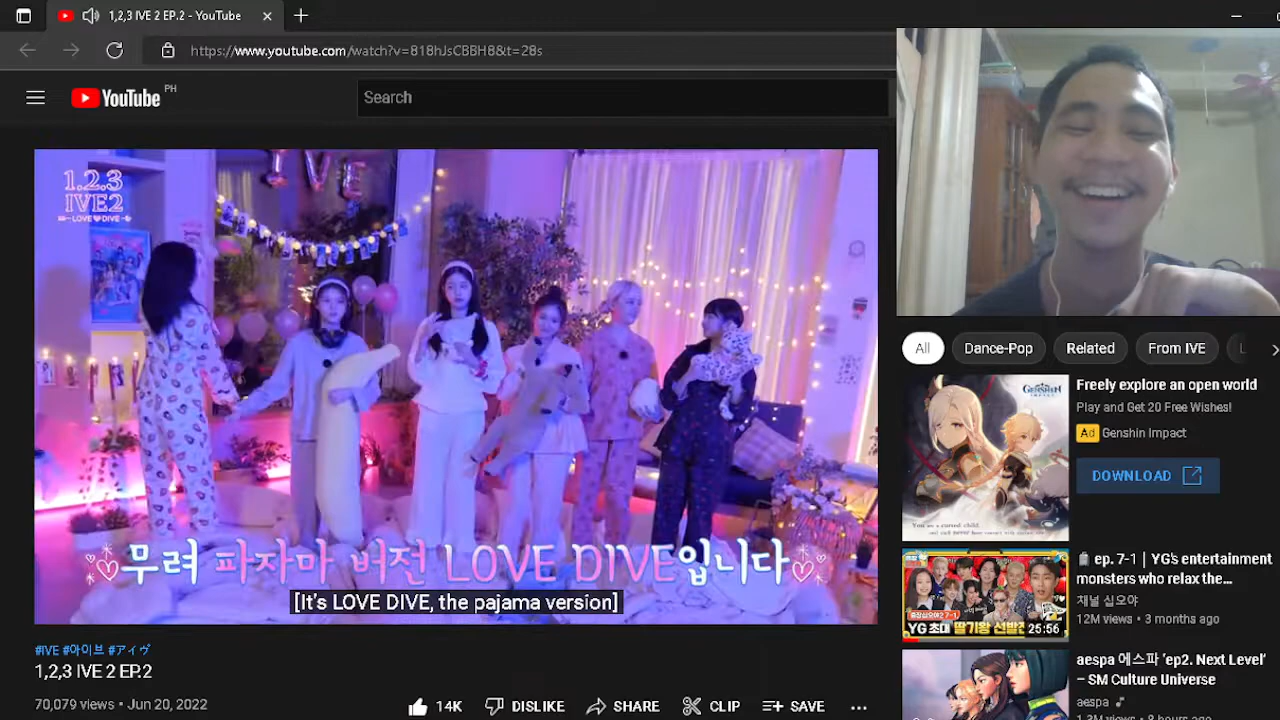 1,2,3 IVE 2 EP.2 - YouTube
https://www.youtube.com/watch?v=818hJsCBBH8&t=28s
YouTube PH
Search
1.2.3
IVE2
LOVE DIVE
IVE
무려 파자마 버전 LOVE DIVE입니다
[It's LOVE DIVE, the pajama version]
#IVE #아이브 #アイヴ
1,2,3 IVE 2 EP.2
70,079 views • Jun 20, 2022
14K DISLIKE SHARE CLIP SAVE
All Dance-Pop Related From IVE L
GENSHIN
You are a cursed child.
Freely explore an open world
Play and Get 20 Free Wishes!
Ad Genshin Impact
DOWNLOAD
25:56
ep. 7-1 | YG's entertainment
monsters who relax the...
채널 십오야
12M views • 3 months ago
aespa 에스파 'ep2. Next Level'
– SM Culture Universe
aespa